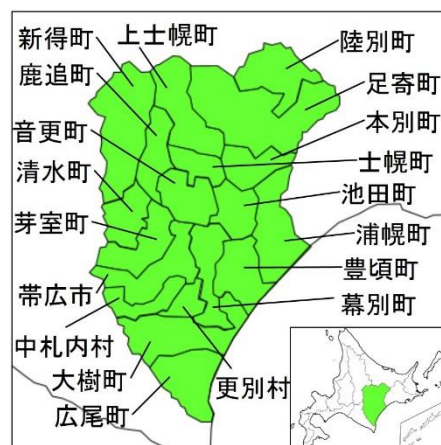 新得町
上士幌町
鹿追町
音更町
清水町
芽室町
帯広市
中札内村
大樹町
広尾町
陸別町
足寄町
本別町
士幌町
池田町
浦幌町
豊頃町
幕別町
更別村